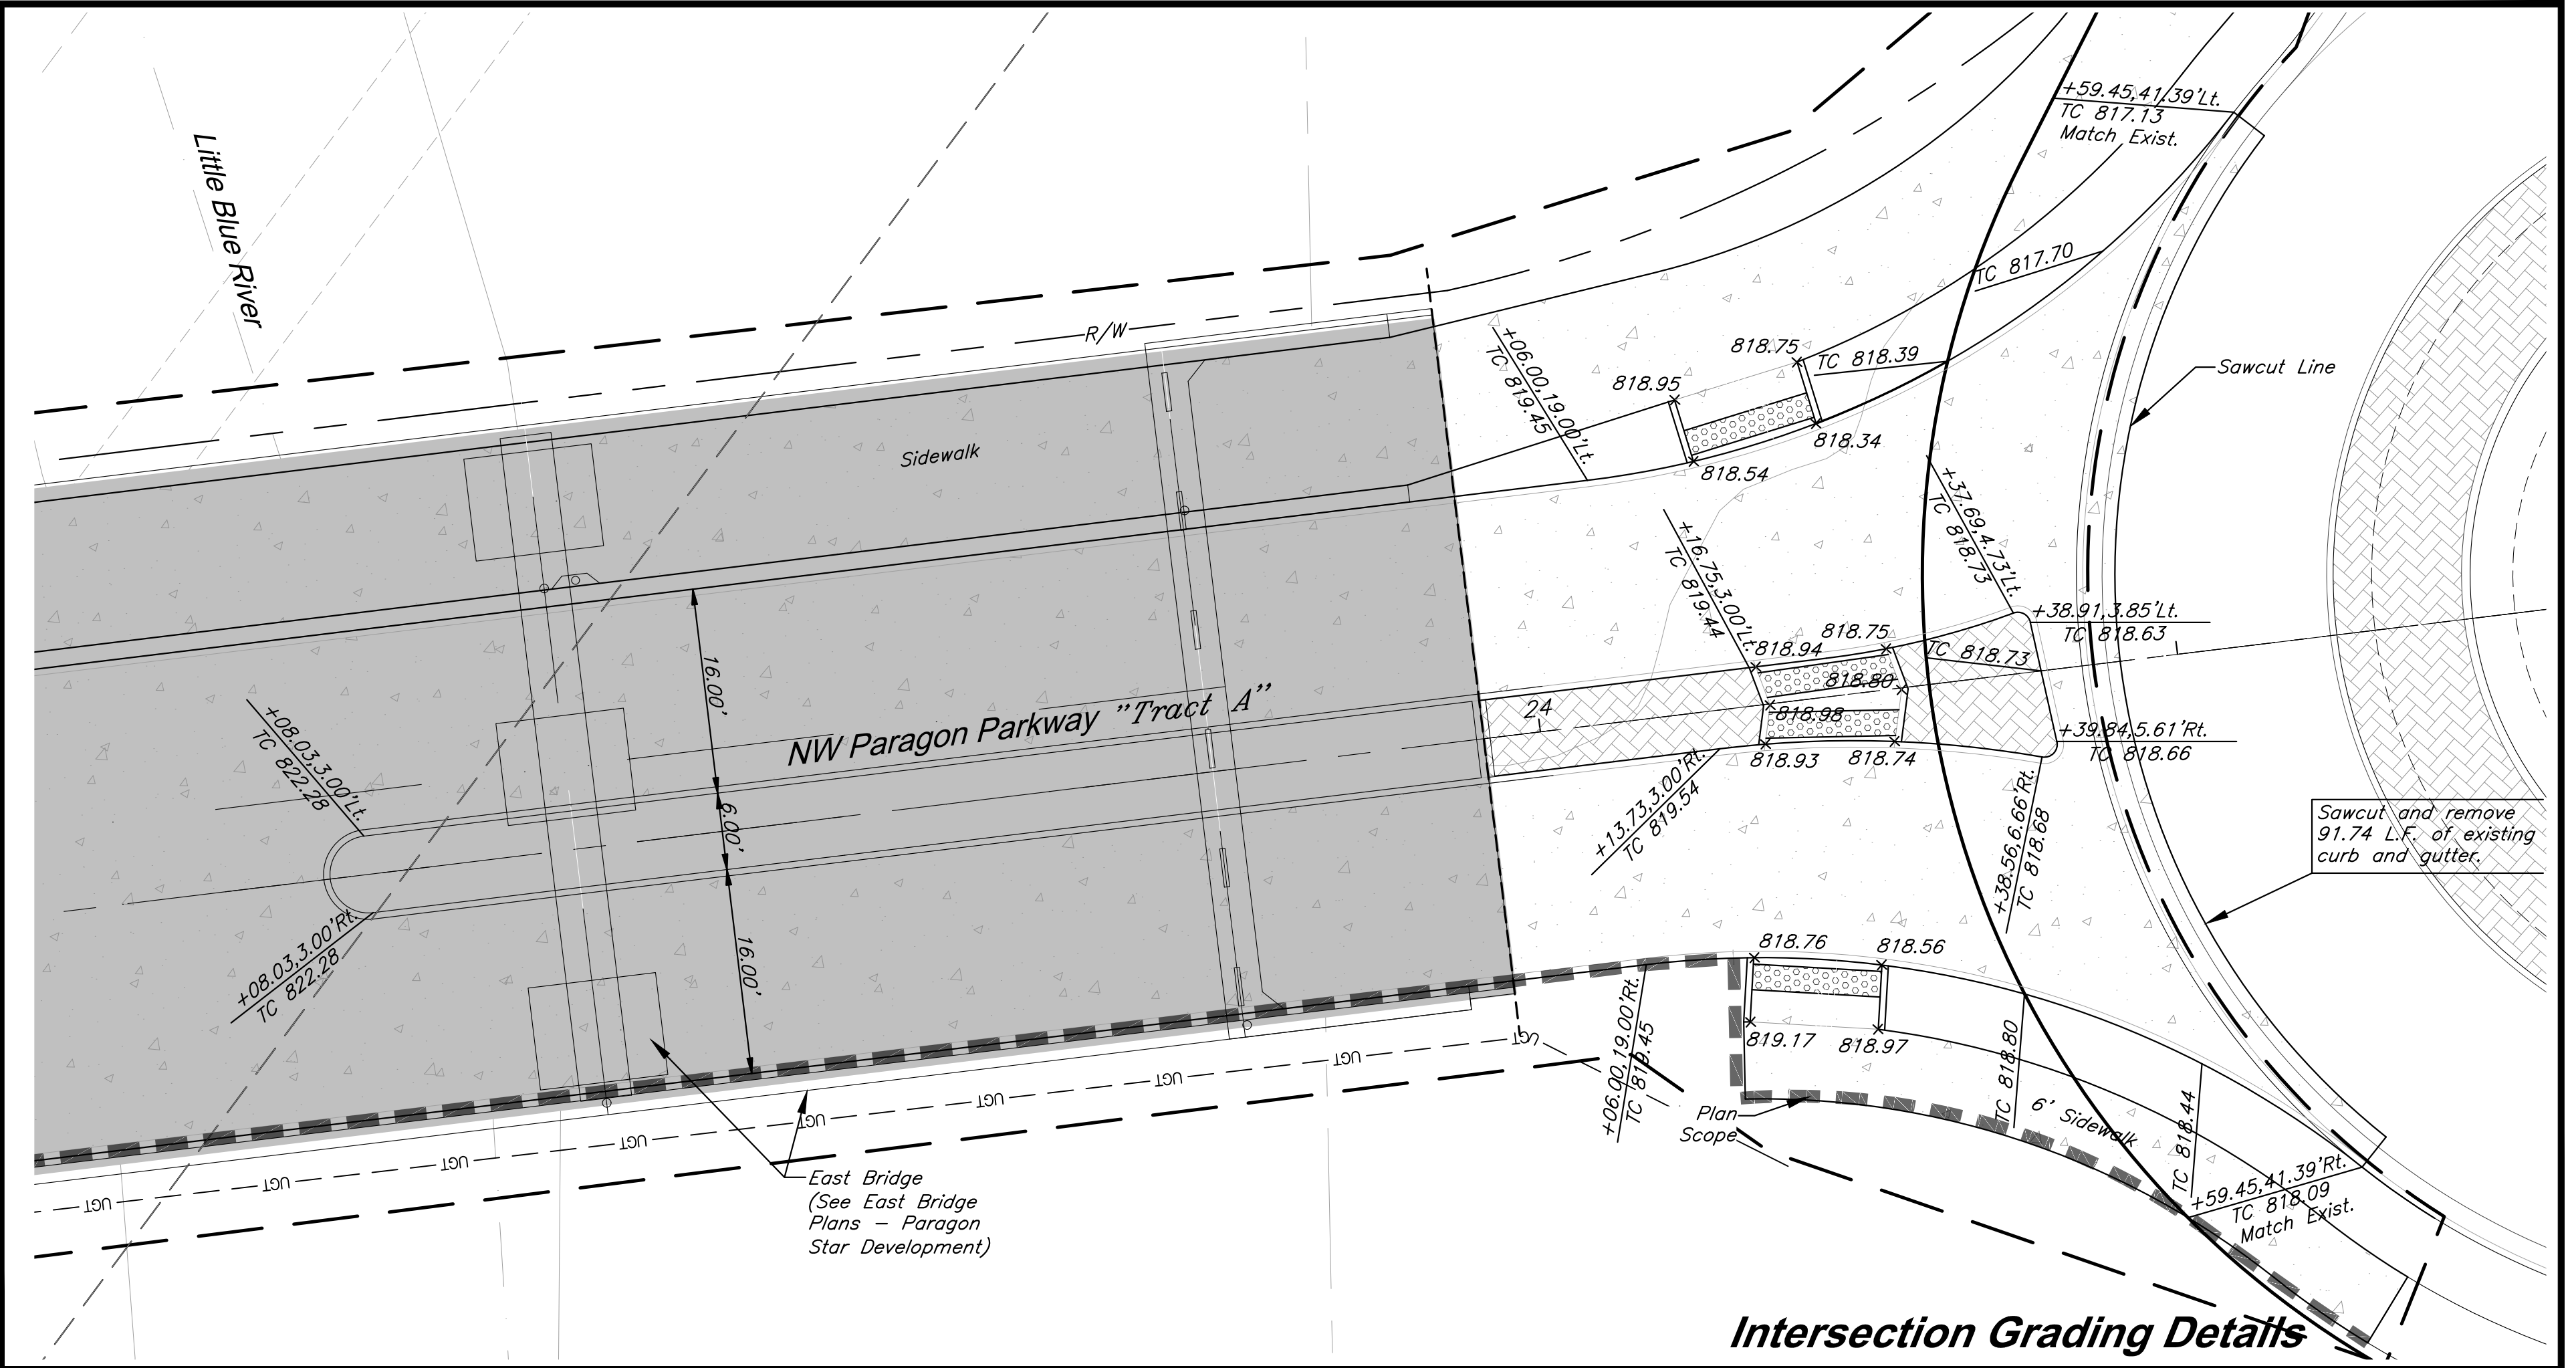 +59.45,41.39'Lt.
TC 817.13
Match Exist.
Little Blue River
TC 817.70
R/W
+06.00,19.00'Lt.
TC 819.45
818.75
TC 818.39
818.95
818.34
818.54
Sawcut Line
Sidewalk
+37.69,4.73'Lt.
TC 818.73
+16.75,3.00'Lt.
TC 819.44
+38.91,3.85'Lt.
TC 818.63
818.75
818.94
TC 818.73
818.80
16.00'
NW Paragon Parkway "Tract A"
24
818.98
+39.84,5.61'Rt.
TC 818.66
818.93
818.74
+08.03,3.00'Lt.
TC 822.28
6.00'
+13.73,3.00'Rt.
TC 819.54
+38.56,6.66'Rt.
TC 818.68
Sawcut and remove
91.74 L.F. of existing
curb and gutter.
16.00'
+08.03,3.00'Rt.
TC 822.28
818.76
818.56
+06.00,19.00'Rt.
TC 819.45
819.17
818.97
TC 818.80
UGT
UGT
UGT
UGT
UGT
UGT
UGT
UGT
UGT
Plan
Scope
6' Sidewalk
TC 818.44
+59.45,41.39'Rt.
TC 818.09
Match Exist.
East Bridge
(See East Bridge
Plans – Paragon
Star Development)
Intersection Grading Details